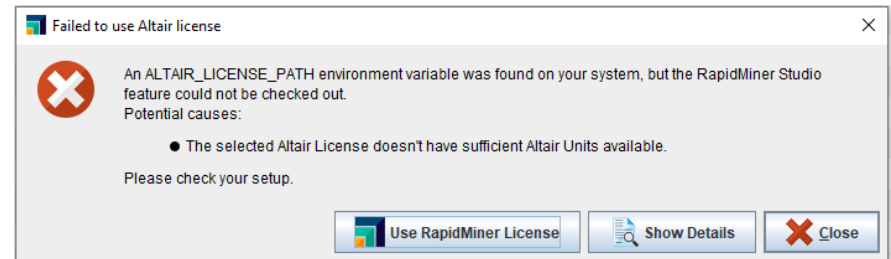 Failed to use Altair license
An ALTAIR_LICENSE_PATH environment variable was found on your system, but the RapidMiner Studio
feature could not be checked out.
Potential causes:
● The selected Altair License doesn't have sufficient Altair Units available.
Please check your setup.
Use RapidMiner License Show Details Close